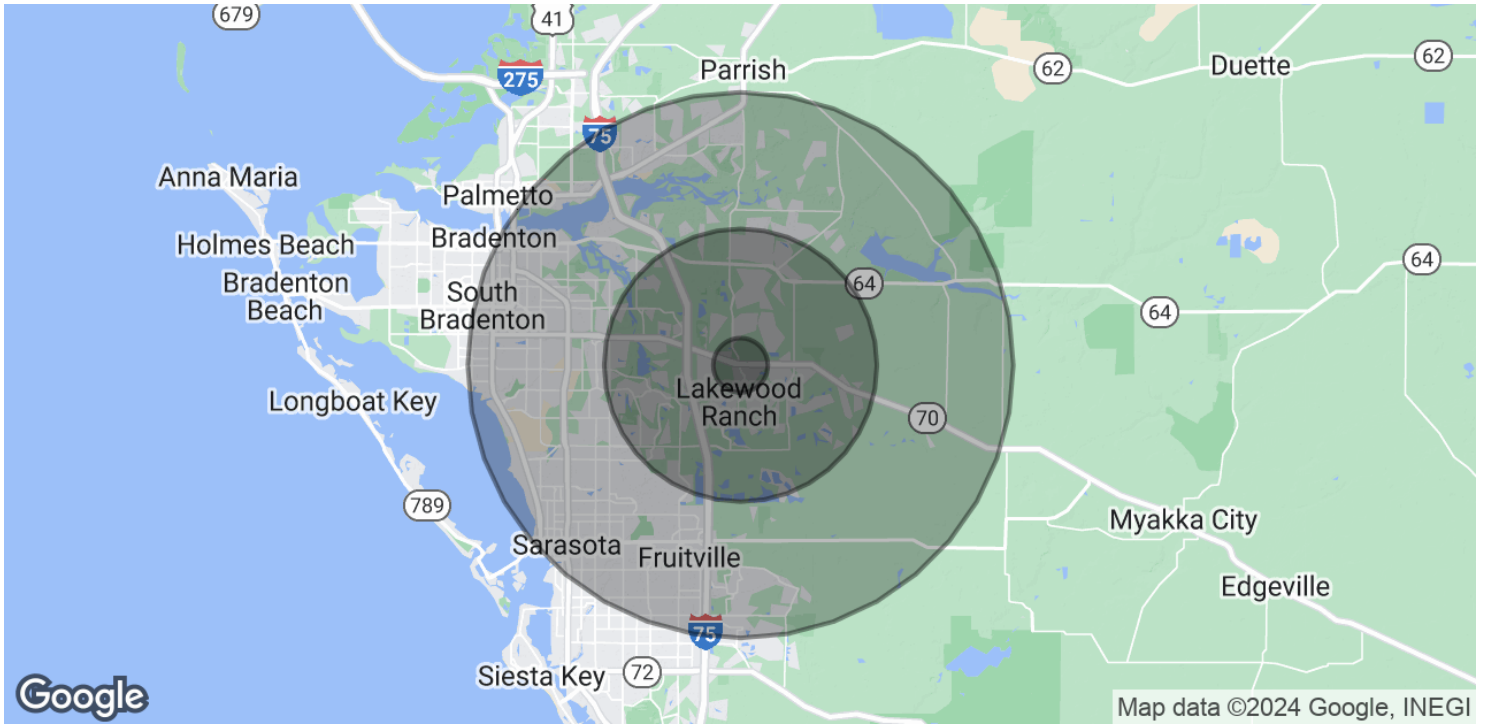 679
41
62
62
Parrish
Duette
275
75
Anna Maria
Palmetto
Holmes Beach
Bradenton
64
Bradenton
Beach
South
Bradenton
64
64
Lakewood
Ranch
Longboat Key
70
789
Myakka City
Sarasota
Fruitville
Edgeville
75
Siesta Key
72
Google
Map data ©2024 Google, INEGI